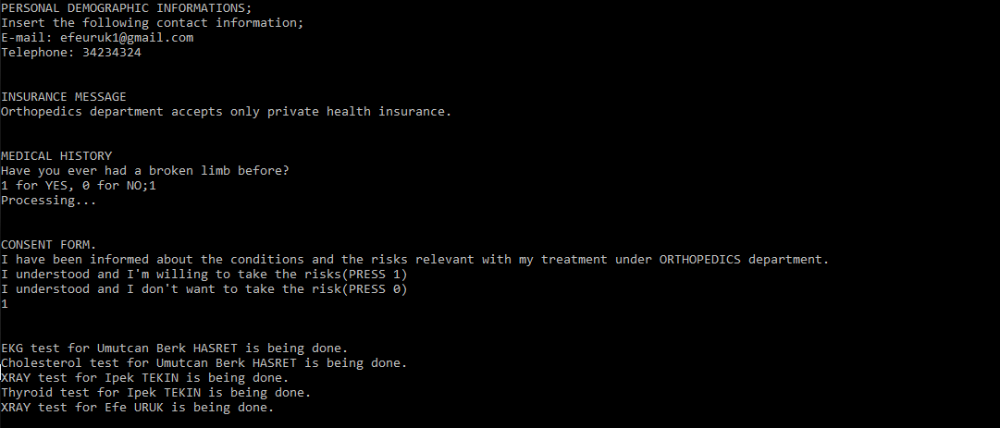 PERSONAL DEMOGRAPHIC INFORMATIONS;
Insert the following contact information;
E-mail: efeuruk1@gmail.com
Telephone: 34234324
INSURANCE MESSAGE
Orthopedics department accepts only private health insurance.
MEDICAL HISTORY
Have you ever had a broken limb before?
1 for YES, 0 for NO;1
Processing...
CONSENT FORM.
I have been informed about the conditions and the risks relevant with my treatment under ORTHOPEDICS department.
I understood and I'm willing to take the risks(PRESS 1)
I understood and I don't want to take the risk(PRESS 0)
1
EKG test for Umutcan Berk HASRET is being done.
Cholesterol test for Umutcan Berk HASRET is being done.
XRAY test for Ipek TEKIN is being done.
Thyroid test for Ipek TEKIN is being done.
XRAY test for Efe URUK is being done.